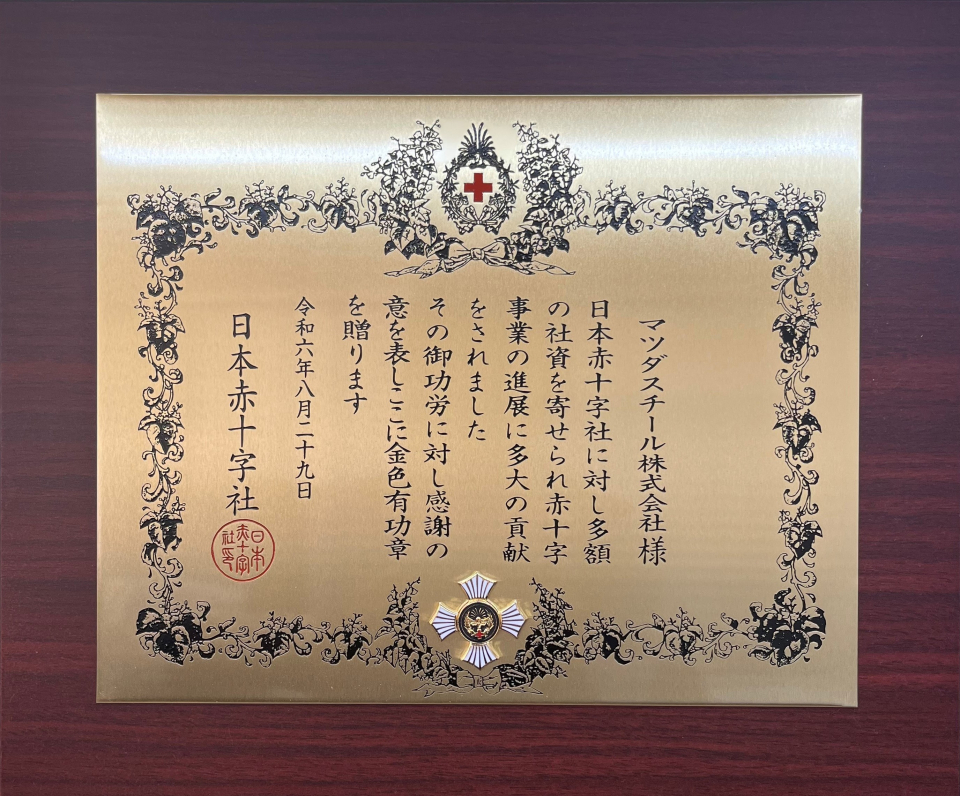 マツダスチール株式会社様
日本赤十字社に対し多額
の社資を寄せられ赤十字
事業の進展に多大の貢献
をされました
その御功労に対し感謝の
意を表しここに金色有功章
を贈ります
令和六年八月二十九日
日本赤十字社
日本
赤十字
社印